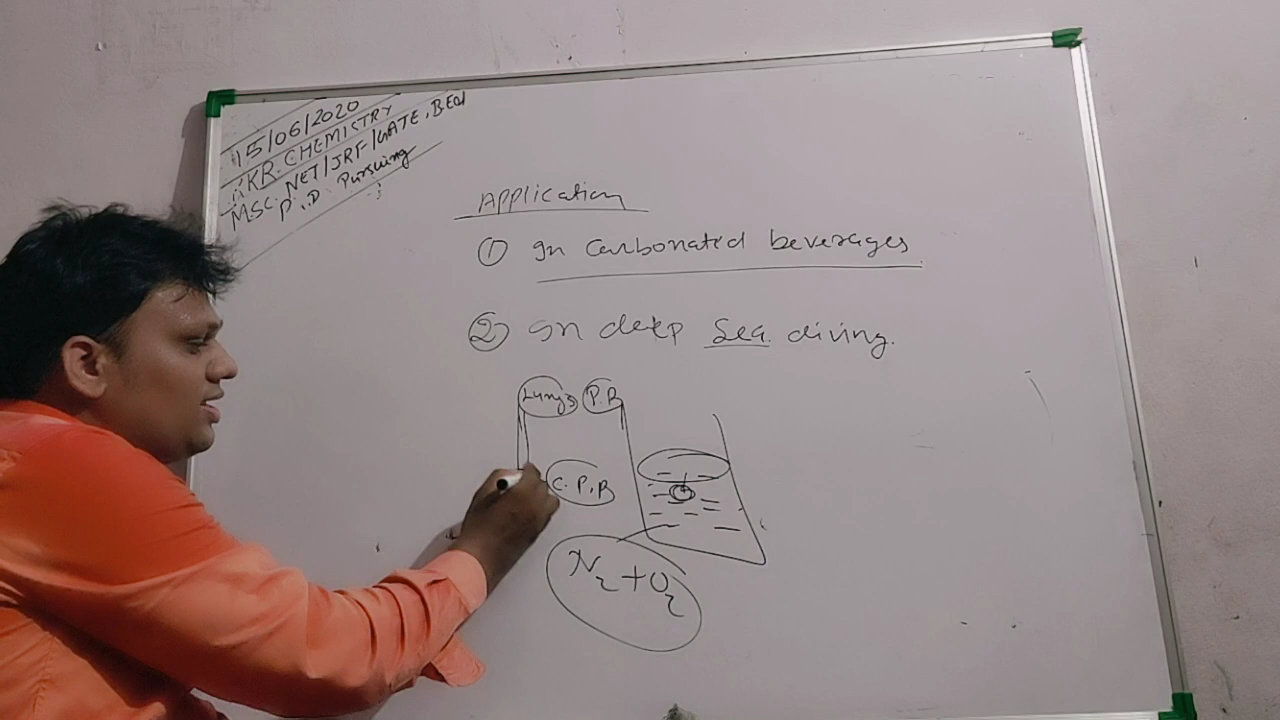 15/06/2020
KR. CHEMISTRY
MSC. NET/JRF/GATE, BEd
P.D Pursuing
Application
① In Carbonated beverages
② In deep Sea diving.
Lungs P.B
C.P.B
N2+O2